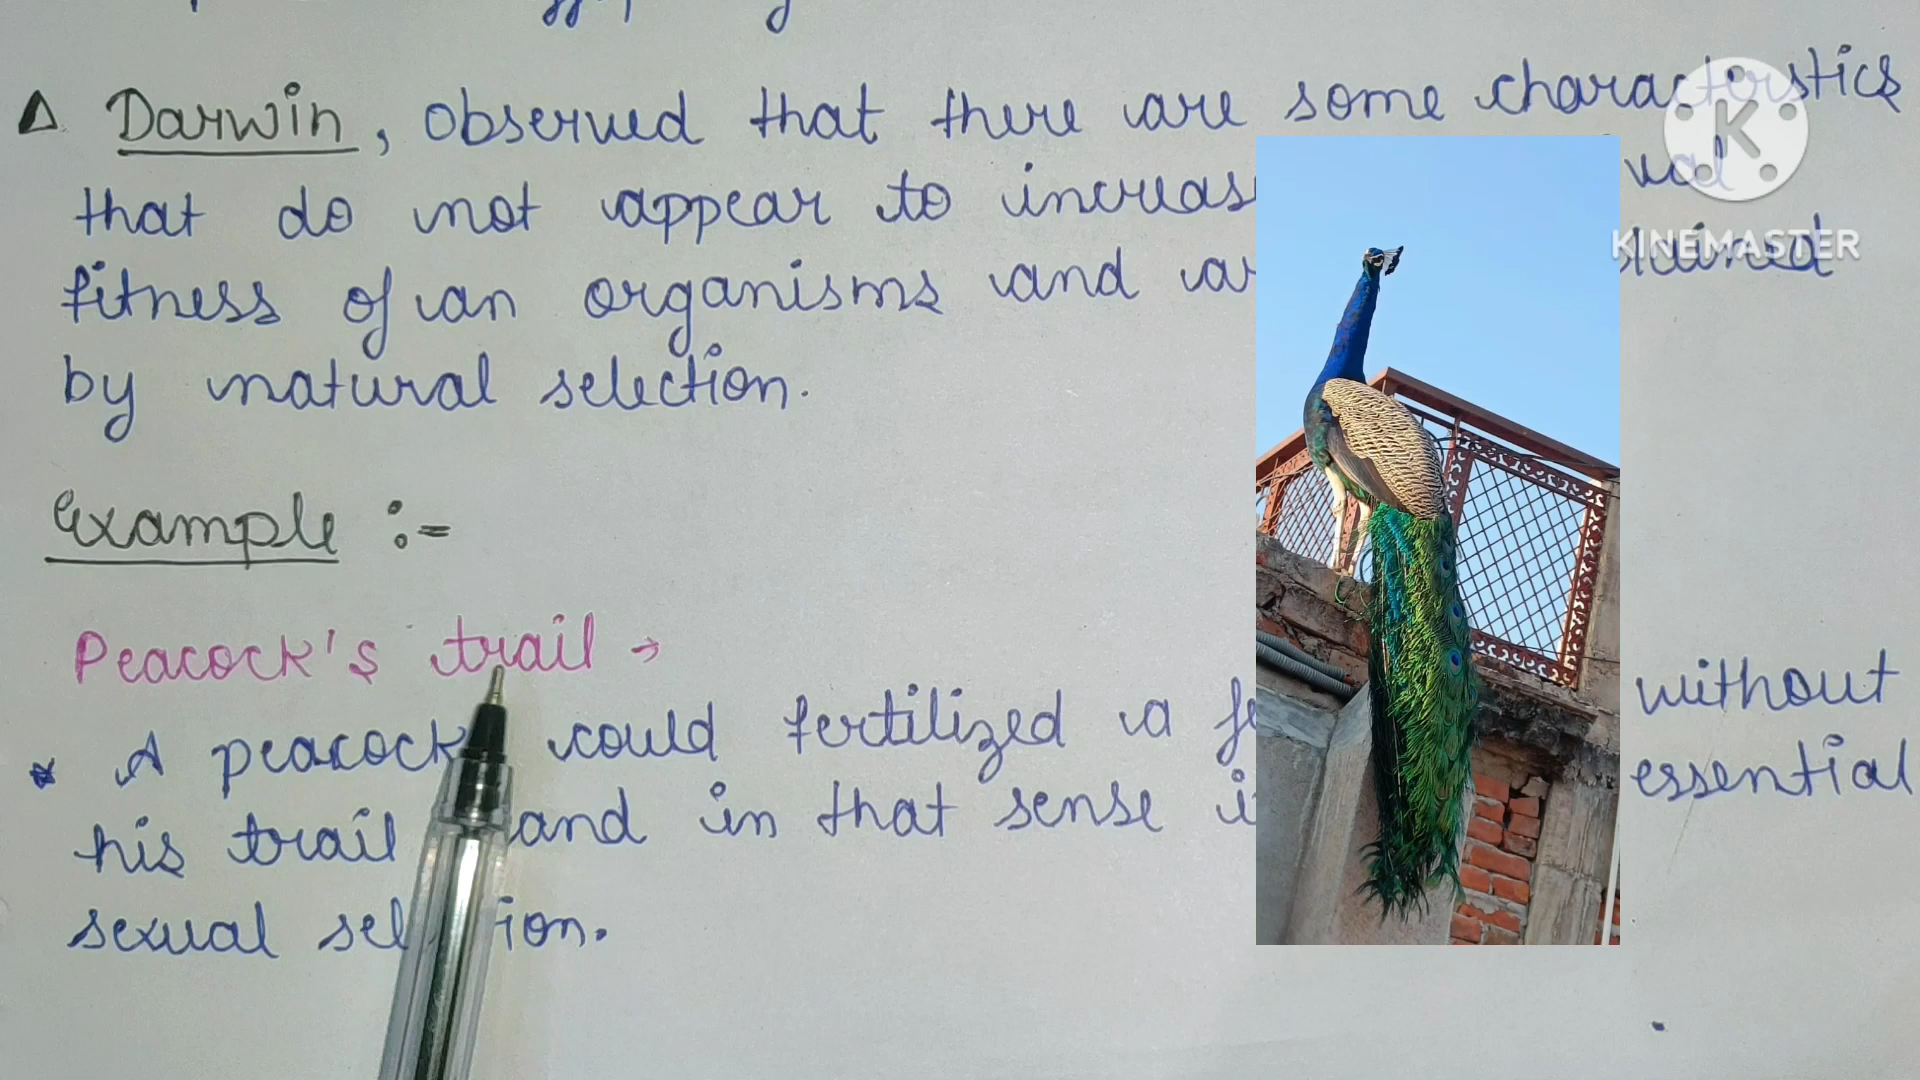 Δ Darwin, observed that there are some characterstics
that do not appear to increas
fitness of an organisms and
by natural selection.
Example :-
Peacock's trail →
* A peacock could fertilized a without
his trail and in that sense essential
sexual
KINEMASTER